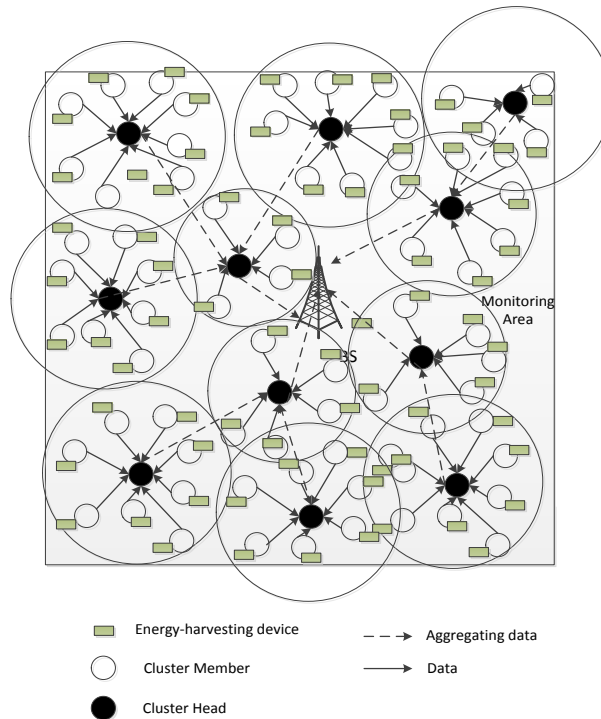 Monitoring
Area
BS
Energy-harvesting device
Aggregating data
Cluster Member
Data
Cluster Head